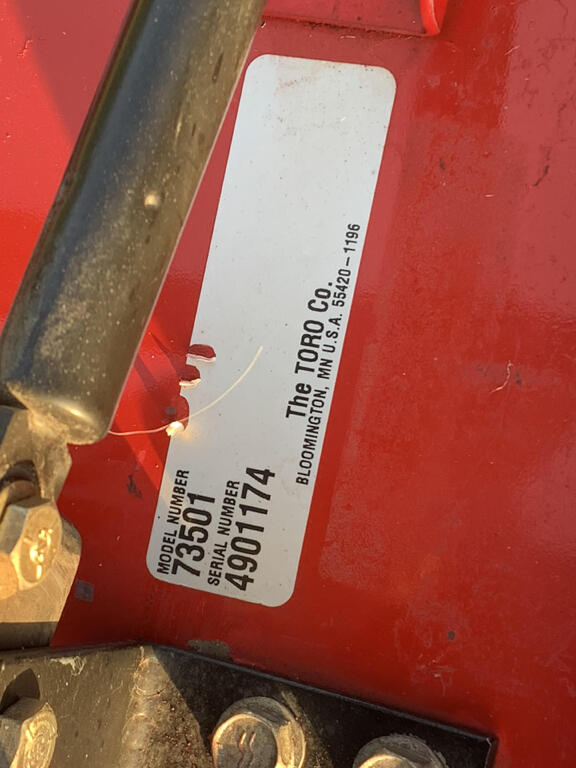 MODEL NUMBER
73501
SERIAL NUMBER
4901174
The TORO Co.
BLOOMINGTON, MN U.S.A. 55420-1196